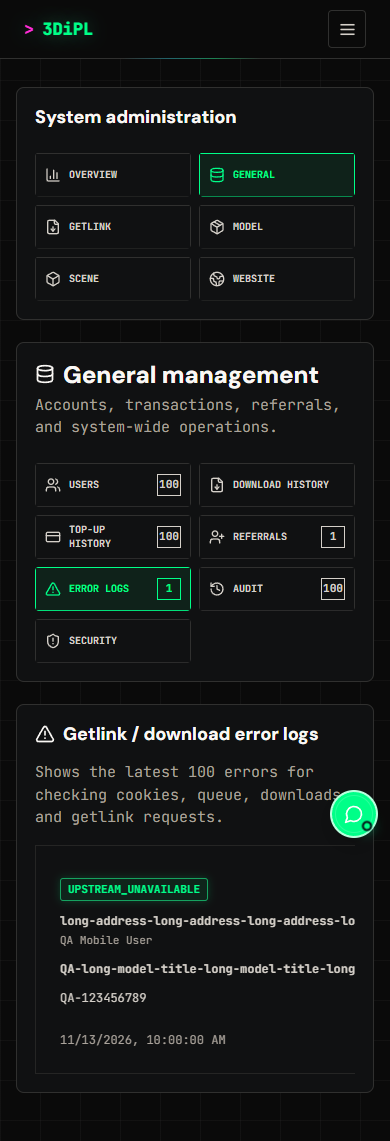 > 3DiPL
System administration
OVERVIEW
GENERAL
GETLINK
MODEL
SCENE
WEBSITE
General management
Accounts, transactions, referrals,
and system-wide operations.
USERS 100
DOWNLOAD HISTORY
TOP-UP
HISTORY 100
REFERRALS 1
ERROR LOGS 1
AUDIT 100
SECURITY
Getlink / download error logs
Shows the latest 100 errors for
checking cookies, queue, downloads
and getlink requests.
UPSTREAM_UNAVAILABLE
long-address-long-address-long-address-lo
QA Mobile User
QA-long-model-title-long-model-title-long
QA-123456789
11/13/2026, 10:00:00 AM